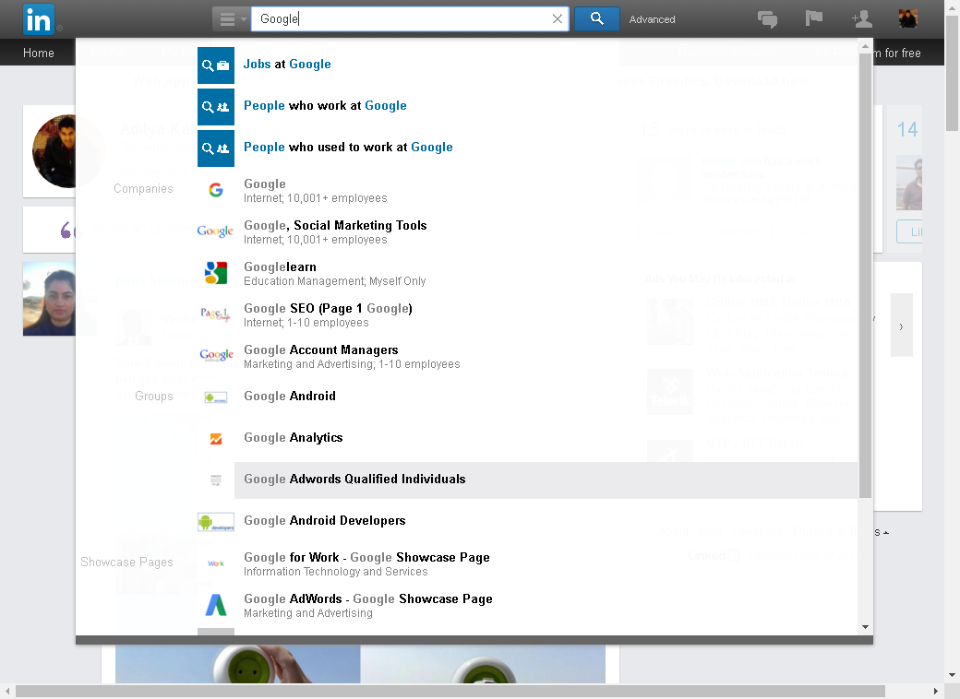 in
Google
Advanced
Home
m for free
Jobs at Google
People who work at Google
People who used to work at Google
14
Companies
Google
Internet; 10,001+ employees
Google, Social Marketing Tools
Internet; 10,001+ employees
Googlelearn
Education Management; Myself Only
Google SEO (Page 1 Google)
Internet; 1-10 employees
Google Account Managers
Marketing and Advertising; 1-10 employees
Groups
Google Android
Google Analytics
Google Adwords Qualified Individuals
Google Android Developers
Showcase Pages
Google for Work - Google Showcase Page
Information Technology and Services
Google AdWords - Google Showcase Page
Marketing and Advertising